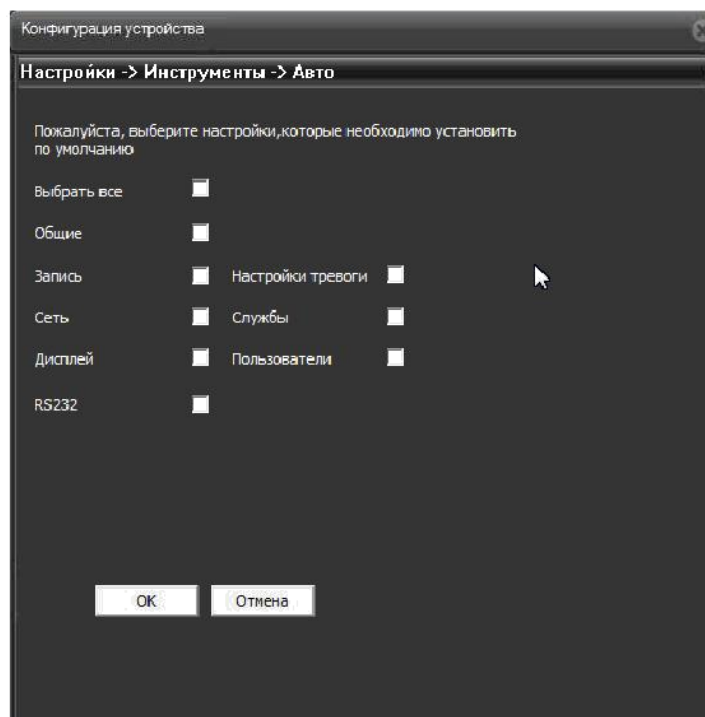 Конфигурация устройства
Настройки -> Инструменты -> Авто
Пожалуйста, выберите настройки,которые необходимо установить
по умолчанию
Выбрать все
Общие
Запись Настройки тревоги
Сеть Службы
Дисплей Пользователи
RS232
OK Отмена